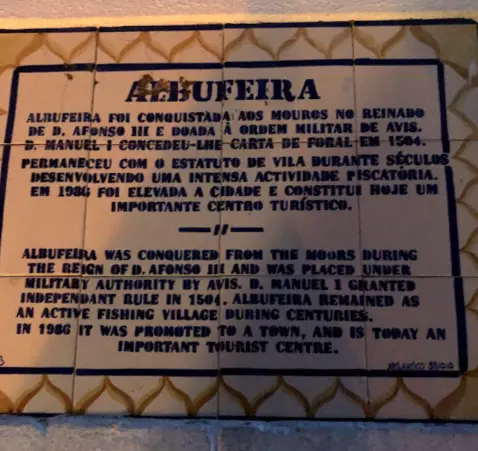 ALBUFEIRA
ALBUFEIRA FOI CONQUISTADA AOS MOUROS NO REINADO
DE D. AFONSO III E DOADA À ORDEM MILITAR DE AVIS.
D. MANUEL I CONCEDEU-LHE CARTA DE FORAL EM 1504.
PERMANECEU COM O ESTATUTO DE VILA DURANTE SÉCULOS
DESENVOLVENDO UMA INTENSA ACTIVIDADE PISCATÓRIA.
EM 1986 FOI ELEVADA A CIDADE E CONSTITUI HOJE UM
IMPORTANTE CENTRO TURÍSTICO.
—//—
ALBUFEIRA WAS CONQUERED FROM THE MOORS DURING
THE REIGN OF D. AFONSO III AND WAS PLACED UNDER
MILITARY AUTHORITY BY AVIS. D. MANUEL I GRANTED
INDEPENDANT RULE IN 1504. ALBUFEIRA REMAINED AS
AN ACTIVE FISHING VILLAGE DURING CENTURIES.
IN 1986 IT WAS PROMOTED TO A TOWN, AND IS TODAY AN
IMPORTANT TOURIST CENTRE.